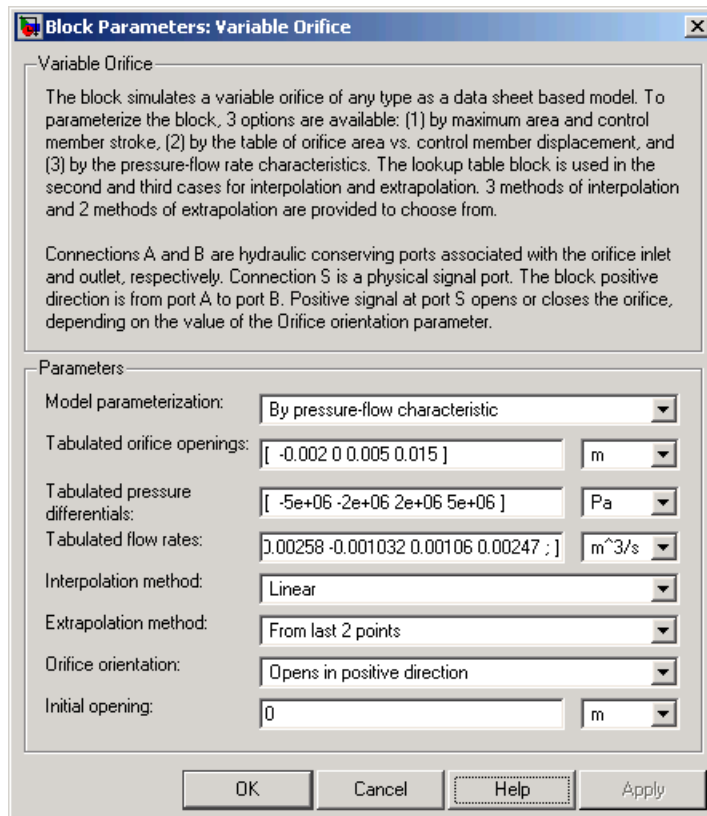 Block Parameters: Variable Orifice
Variable Orifice
The block simulates a variable orifice of any type as a data sheet based model. To
parameterize the block, 3 options are available: (1) by maximum area and control
member stroke, (2) by the table of orifice area vs. control member displacement, and
(3) by the pressure-flow rate characteristics. The lookup table block is used in the
second and third cases for interpolation and extrapolation. 3 methods of interpolation
and 2 methods of extrapolation are provided to choose from.
Connections A and B are hydraulic conserving ports associated with the orifice inlet
and outlet, respectively. Connection S is a physical signal port. The block positive
direction is from port A to port B. Positive signal at port S opens or closes the orifice,
depending on the value of the Orifice orientation parameter.
Parameters
Model parameterization: By pressure-flow characteristic
Tabulated orifice openings: [ -0.002 0 0.005 0.015 ] m
Tabulated pressure
differentials: [ -5e+06 -2e+06 2e+06 5e+06 ] Pa
Tabulated flow rates: 0.00258 -0.001032 0.00106 0.00247 ; ] m^3/s
Interpolation method: Linear
Extrapolation method: From last 2 points
Orifice orientation: Opens in positive direction
Initial opening: 0 m
OK Cancel Help Apply